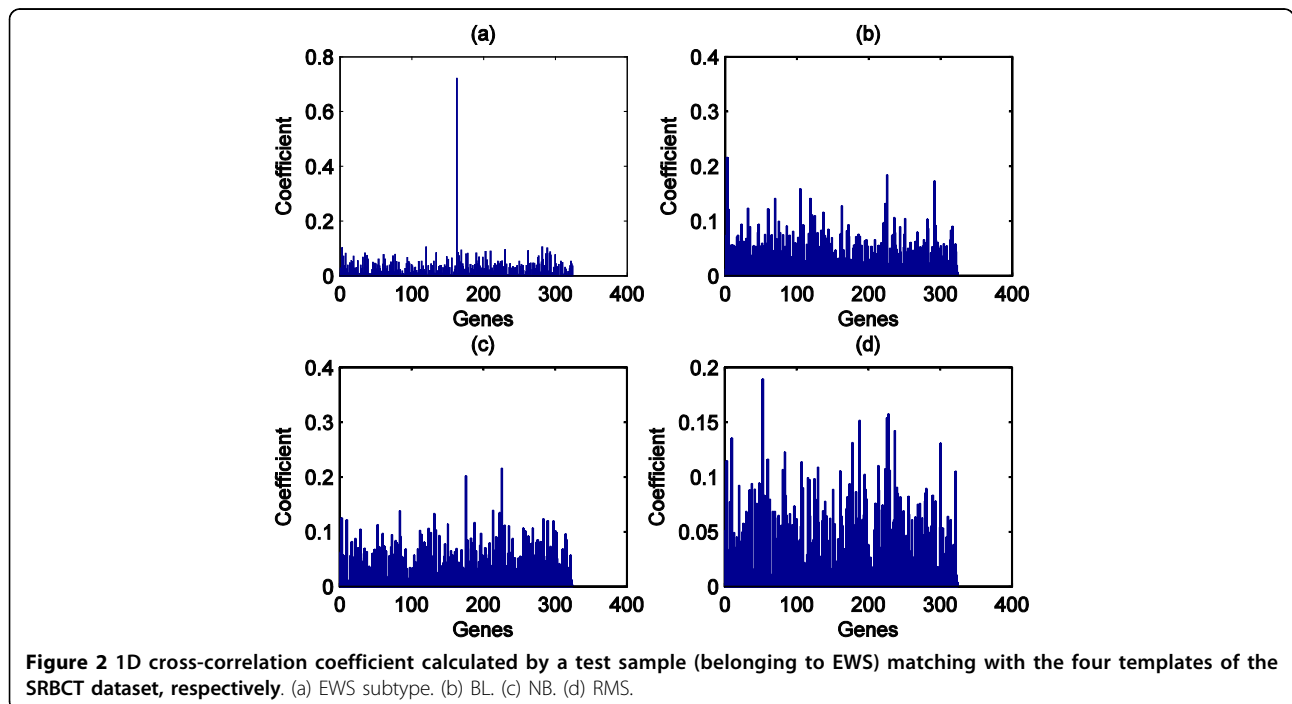 (a)
0.8
0.6
0.4
0.2
0
Coefficient
0 100 200 300 400
Genes
(b)
0.4
0.3
0.2
0.1
0
Coefficient
0 100 200 300 400
Genes
(c)
0.4
0.3
0.2
0.1
0
Coefficient
0 100 200 300 400
Genes
(d)
0.2
0.15
0.1
0.05
0
Coefficient
0 100 200 300 400
Genes
Figure 2 1D cross-correlation coefficient calculated by a test sample (belonging to EWS) matching with the four templates of the
SRBCT dataset, respectively. (a) EWS subtype. (b) BL. (c) NB. (d) RMS.